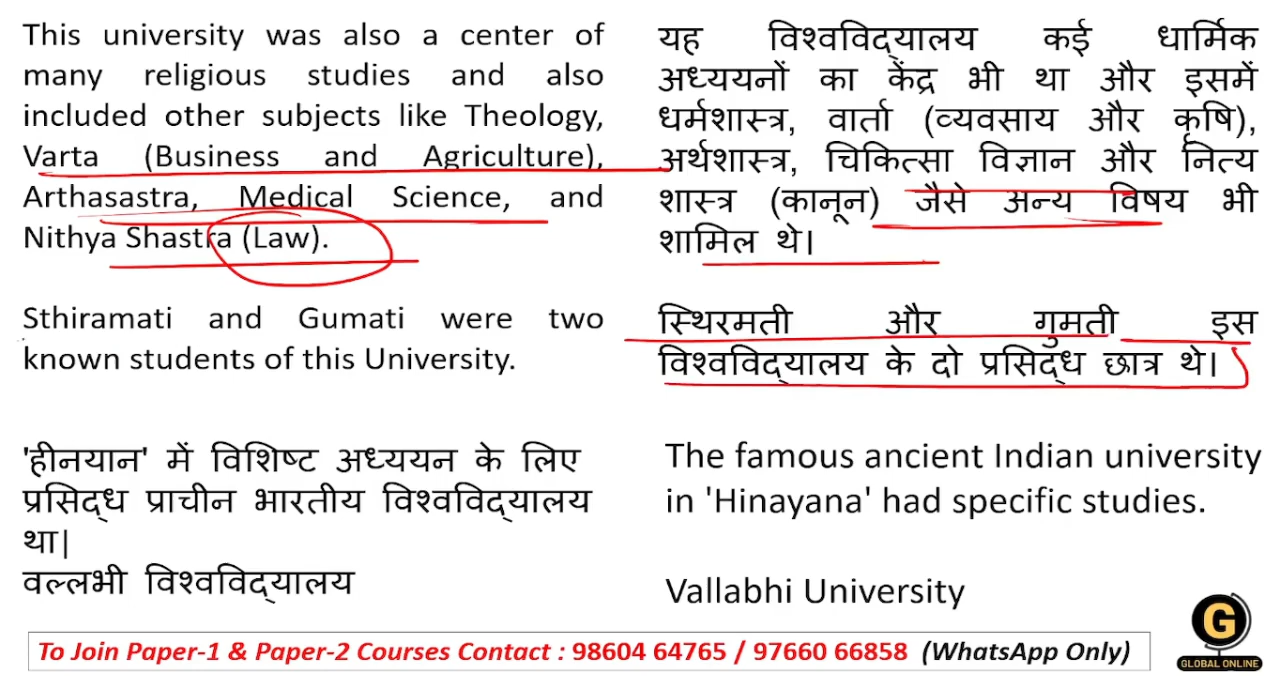 This university was also a center of
many religious studies and also
included other subjects like Theology,
Varta (Business and Agriculture),
Arthasastra, Medical Science, and
Nithya Shastra (Law).
Sthiramati and Gumati were two
known students of this University.
'हीनयान' में विशिष्ट अध्ययन के लिए
प्रसिद्ध प्राचीन भारतीय विश्वविद्यालय
था|
वल्लभी विश्वविद्यालय
यह विश्वविद्यालय कई धार्मिक
अध्ययनों का केंद्र भी था और इसमें
धर्मशास्त्र, वार्ता (व्यवसाय और कृषि),
अर्थशास्त्र, चिकित्सा विज्ञान और नित्य
शास्त्र (कानून) जैसे अन्य विषय भी
शामिल थे।
स्थिरमती और गुमती इस
विश्वविद्यालय के दो प्रसिद्ध छात्र थे।
The famous ancient Indian university
in 'Hinayana' had specific studies.
Vallabhi University
To Join Paper-1 & Paper-2 Courses Contact : 98604 64765 / 97660 66858 (WhatsApp Only)
G
GLOBAL ONLINE